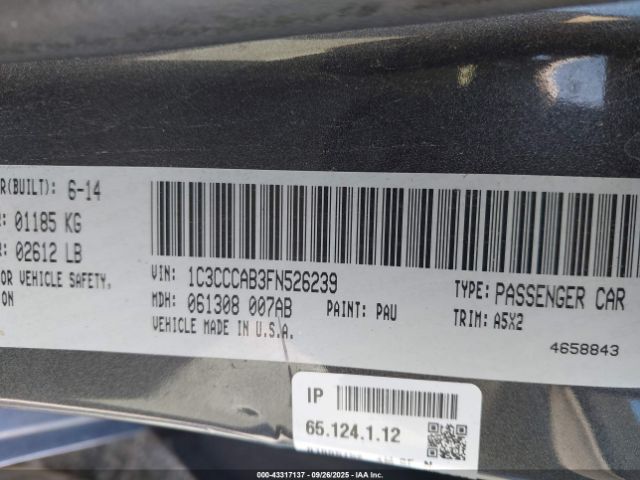 R(BUILT): 6-14
01185 KG
02612 LB
OR VEHICLE SAFETY,
ON
VIN: 1C3CCCAB3FN526239
MDH: 061308 007AB PAINT: PAU
VEHICLE MADE IN U.S.A.
TYPE: PASSENGER CAR
TRIM: A5X2
4658843
IP
65.124.1.12
000-43317137 - 09/26/2025 - IAA Inc.